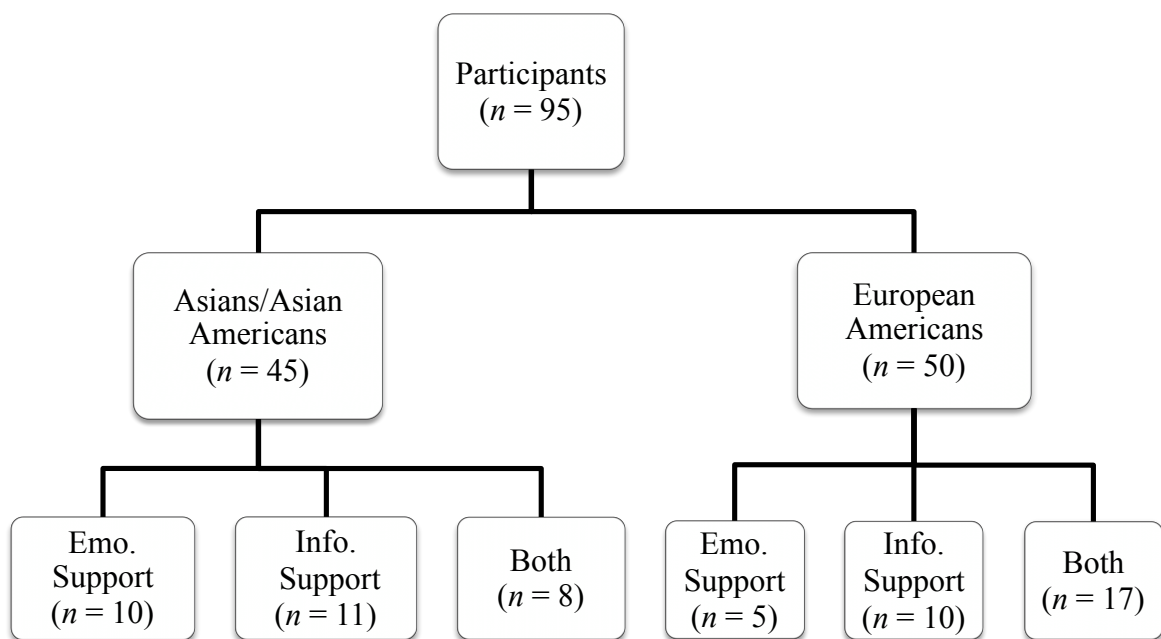 Participants
(n = 95)
Asians/Asian
Americans
(n = 45)
European
Americans
(n = 50)
Emo.
Support
(n = 10)
Info.
Support
(n = 11)
Both
(n = 8)
Emo.
Support
(n = 5)
Info.
Support
(n = 10)
Both
(n = 17)